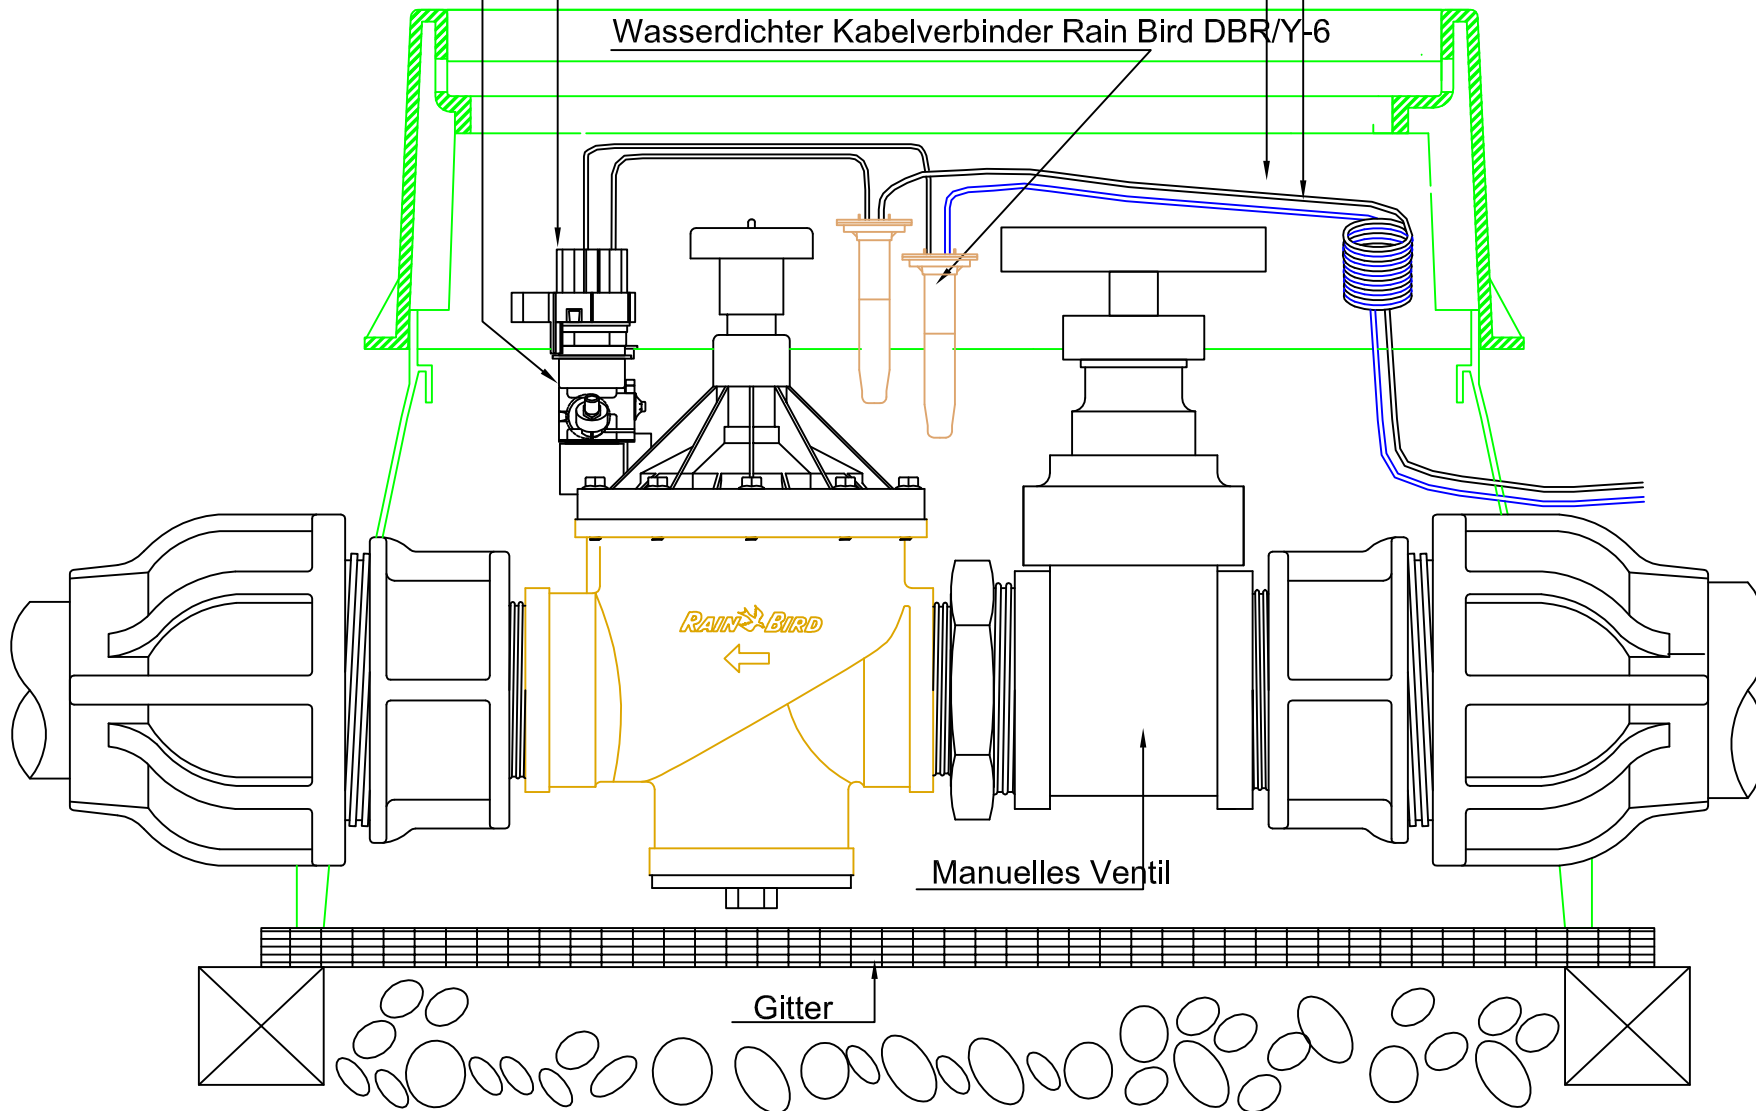 Wasserdichter Kabelverbinder Rain Bird DBR/Y-6
RAIN BIRD
Manuelles Ventil
Gitter